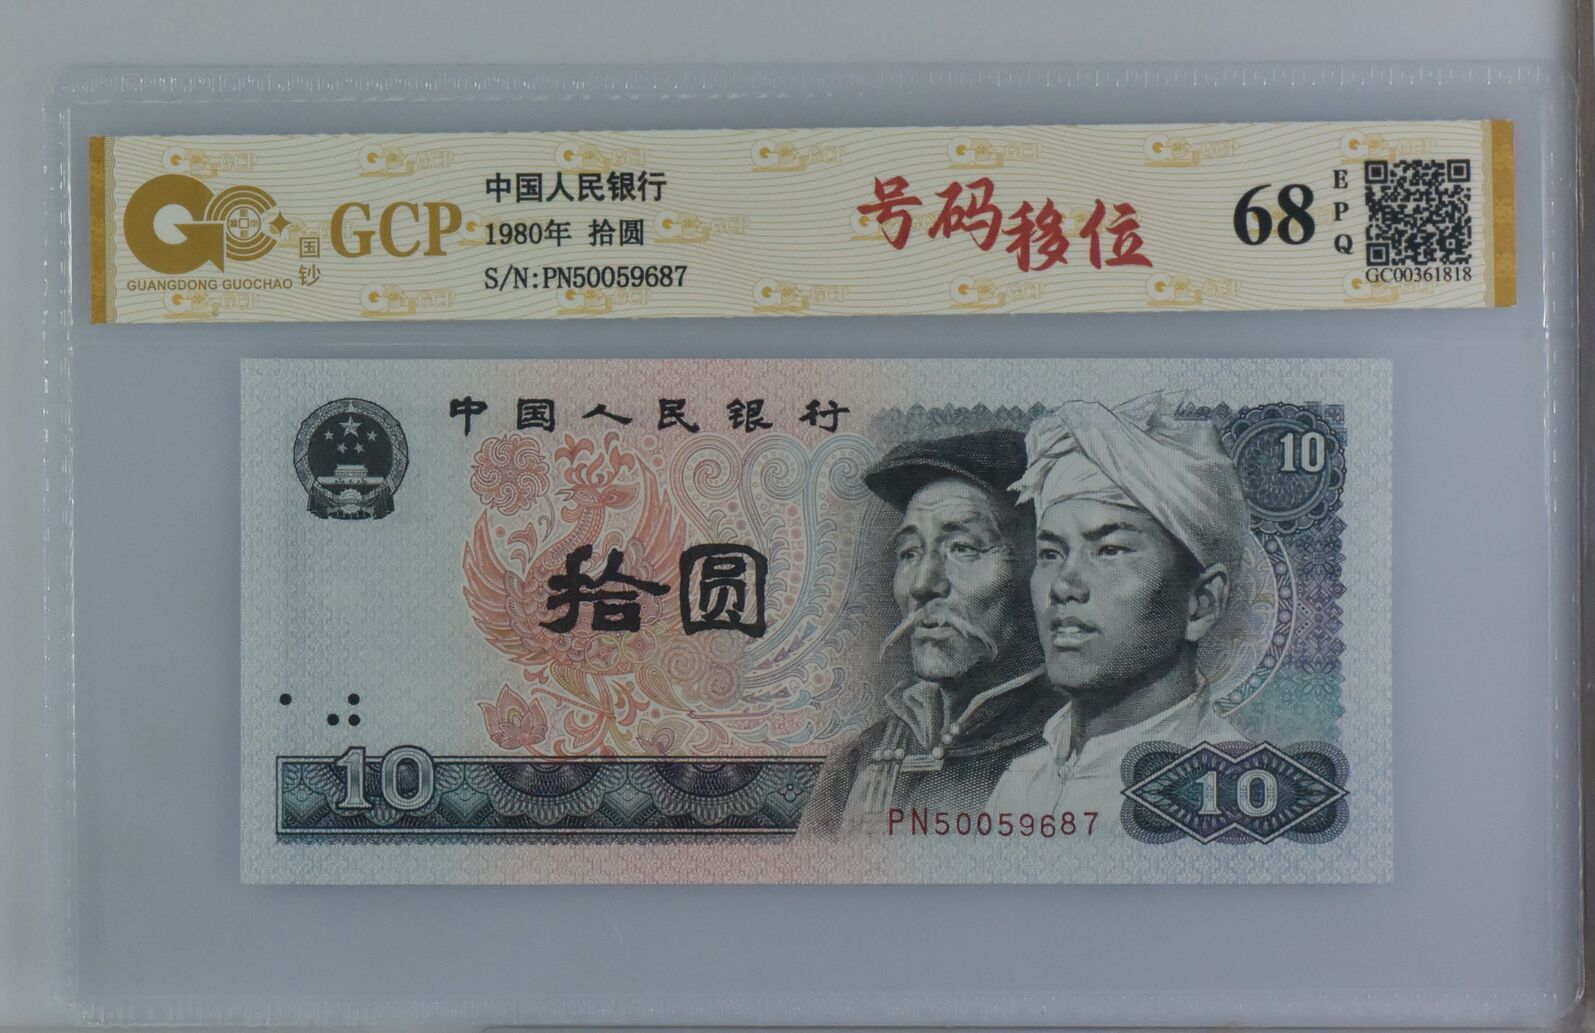 GUANGDONG GUOCHAO
国钞
GCP
中国人民银行
1980年 拾圆
S/N:PN50059687
号码移位
68
EPQ
GC00361818
中国人民银行
10
拾圆
10
PN50059687
10